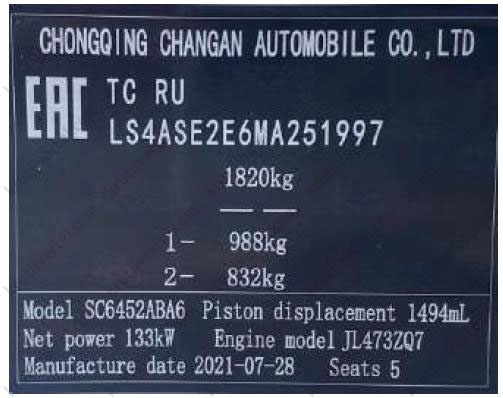 CHONGQING CHANGAN AUTOMOBILE CO.,LTD
EAC TC RU
LS4ASE2E6MA251997
1820kg
— —
1- 988kg
2- 832kg
Model SC6452ABA6 Piston displacement 1494mL
Net power 133kW Engine model JL473ZQ7
Manufacture date 2021-07-28 Seats 5